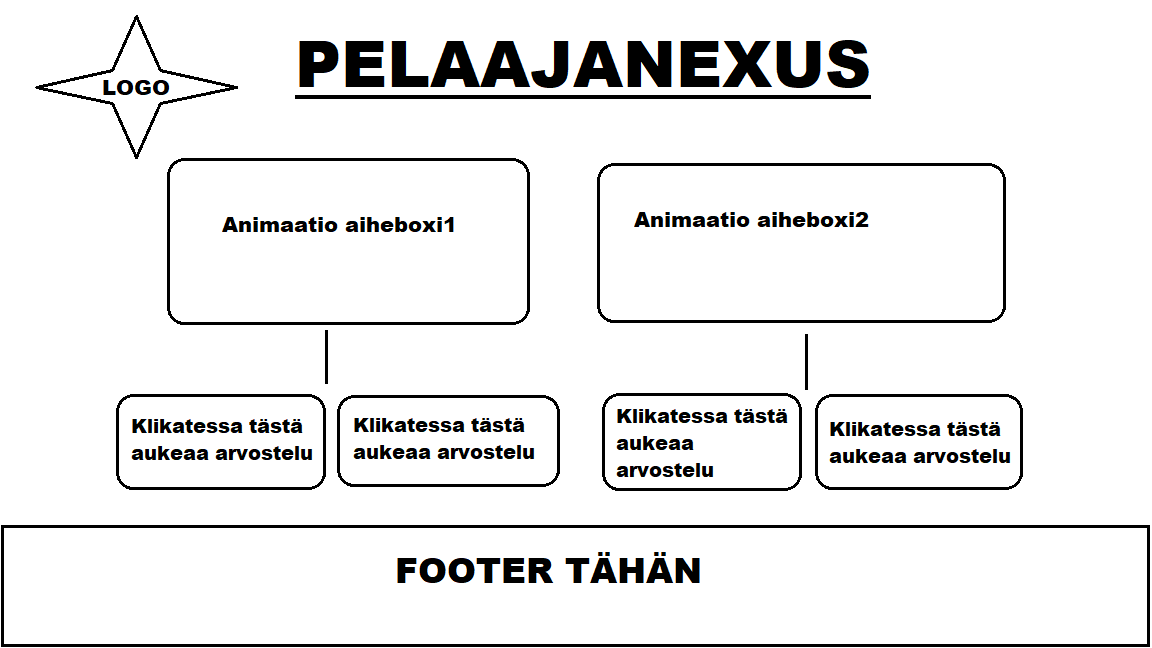 LOGO
PELAAJANEXUS
Animaatio aiheboxi1
Animaatio aiheboxi2
Klikatessa tästä
aukeaa arvostelu
Klikatessa tästä
aukeaa arvostelu
Klikatessa tästä
aukeaa
arvostelu
Klikatessa tästä
aukeaa arvostelu
FOOTER TÄHÄN